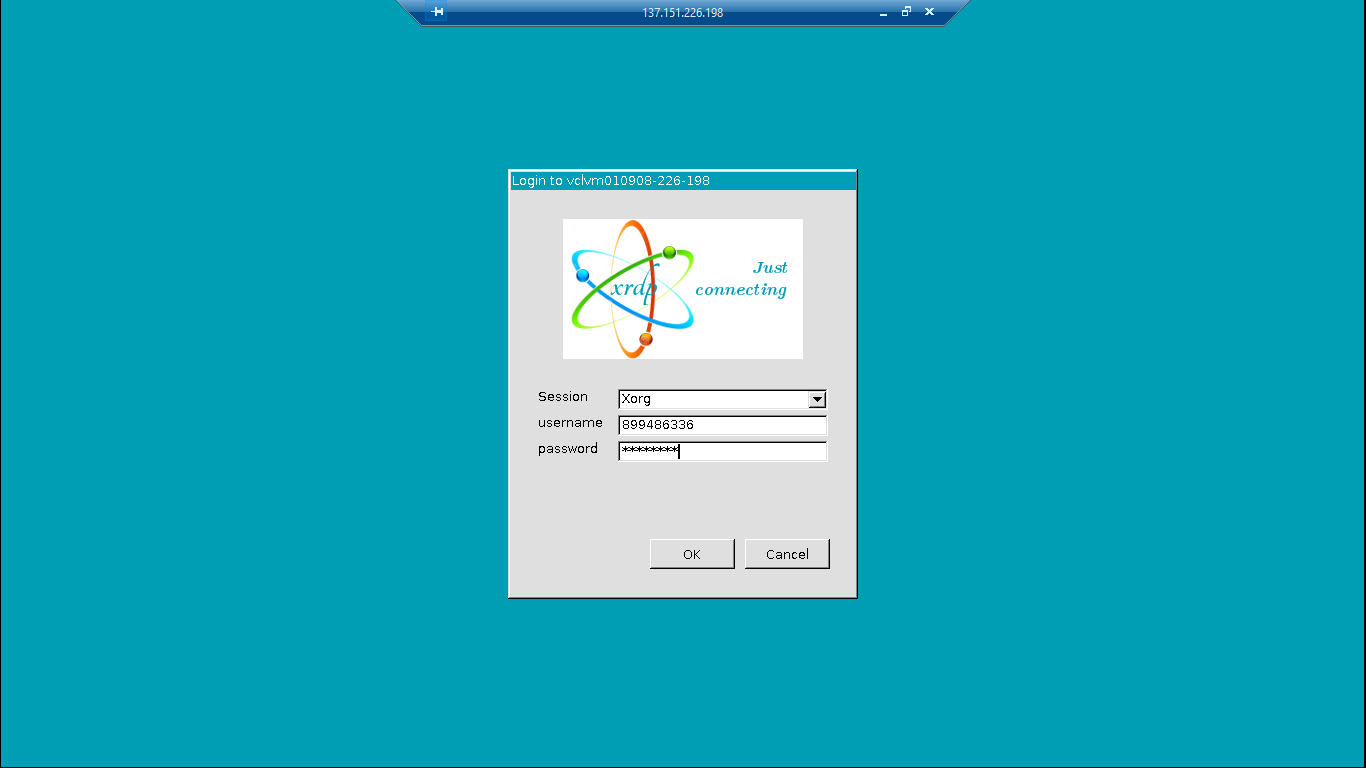 137.151.226.198
Login to vclvm010908-226-198
xrdp
Just
connecting
Session
Xorg
username
899486336
password
********
OK
Cancel